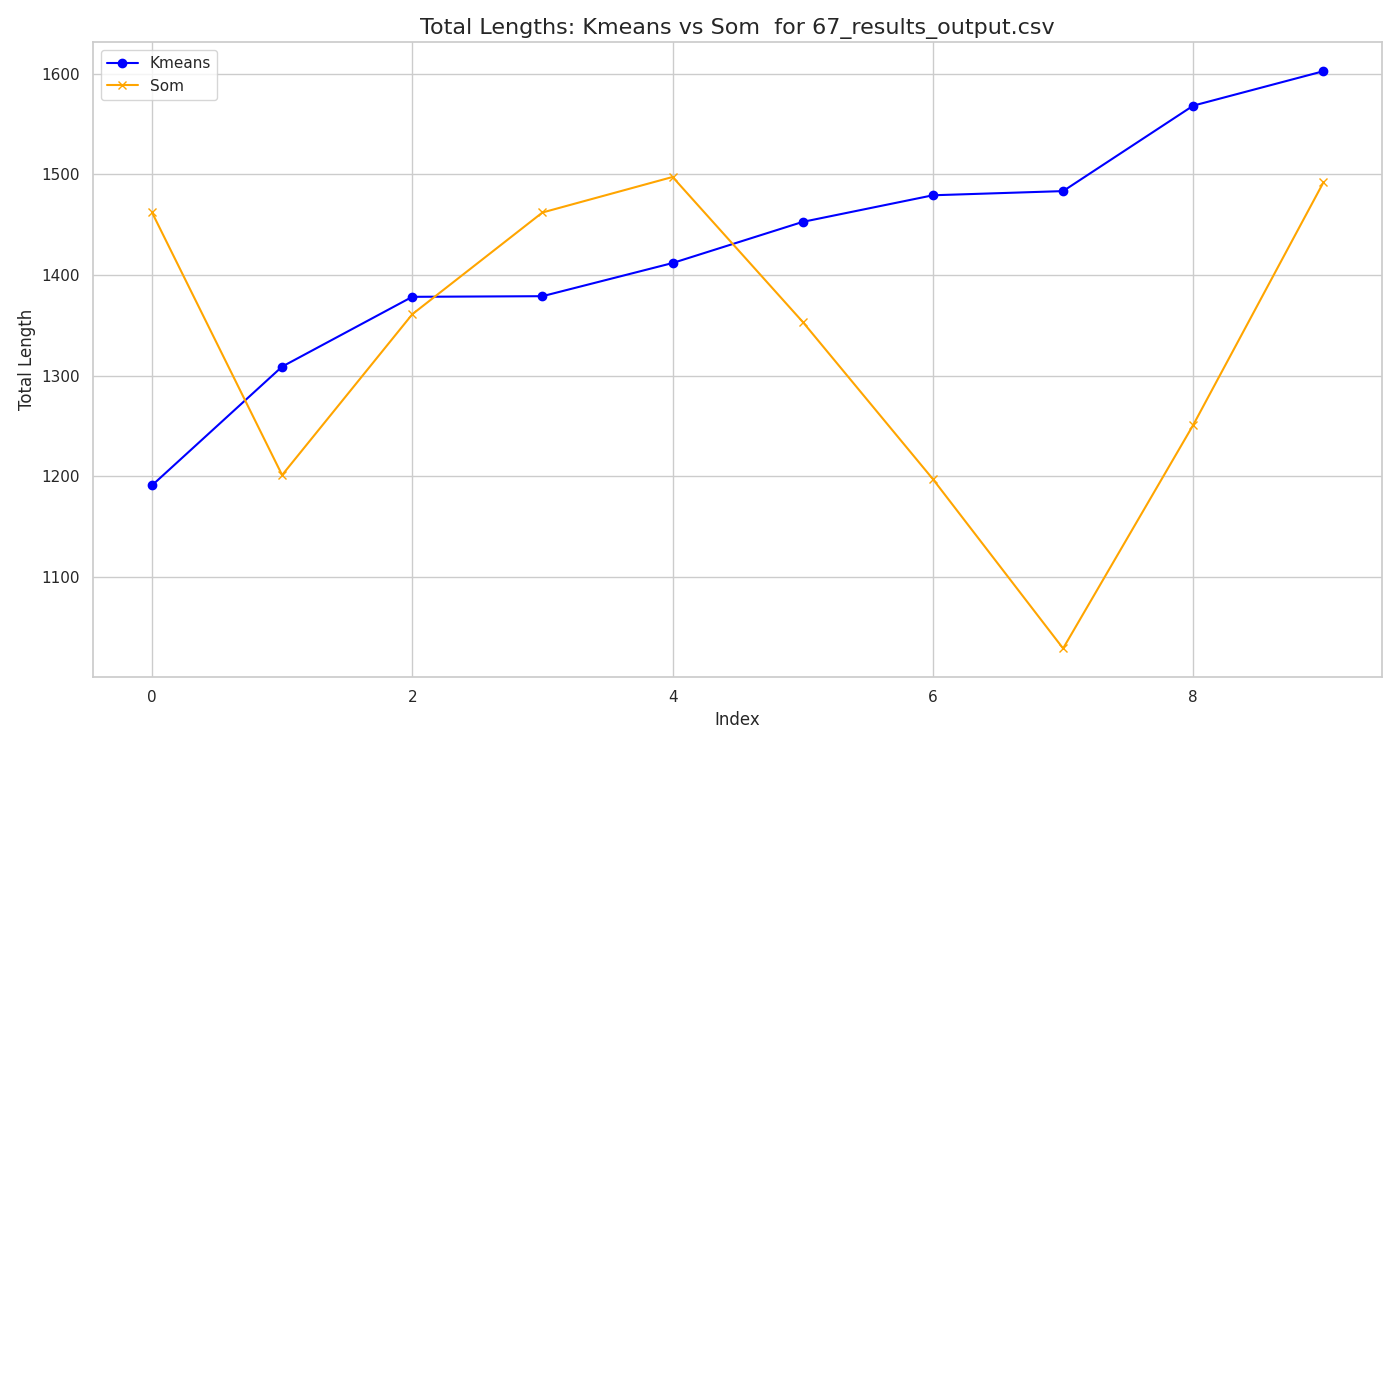 Total Lengths: Kmeans vs Som  for 67_results_output.csv
Kmeans
Som
1600
1500
1400
1300
1200
1100
Total Length
0 2 4 6 8
Index